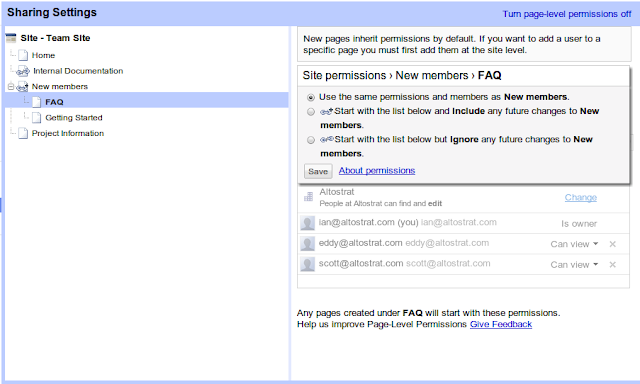 Sharing Settings
Turn page-level permissions off
Site - Team Site
Home
Internal Documentation
New members
FAQ
Getting Started
Project Information
New pages inherit permissions by default. If you want to add a user to a
specific page you must first add them at the site level.
Site permissions › New members › FAQ
Use the same permissions and members as New members.
Start with the list below and Include any future changes to New
members.
Start with the list below but Ignore any future changes to New
members.
Save About permissions
Altostrat
People at Altostrat can find and edit
Change
ian@altostrat.com (you) ian@altostrat.com Is owner
eddy@altostrat.com eddy@altostrat.com Can view
scott@altostrat.com scott@altostrat.com Can view
Any pages created under FAQ will start with these permissions.
Help us improve Page-Level Permissions Give Feedback